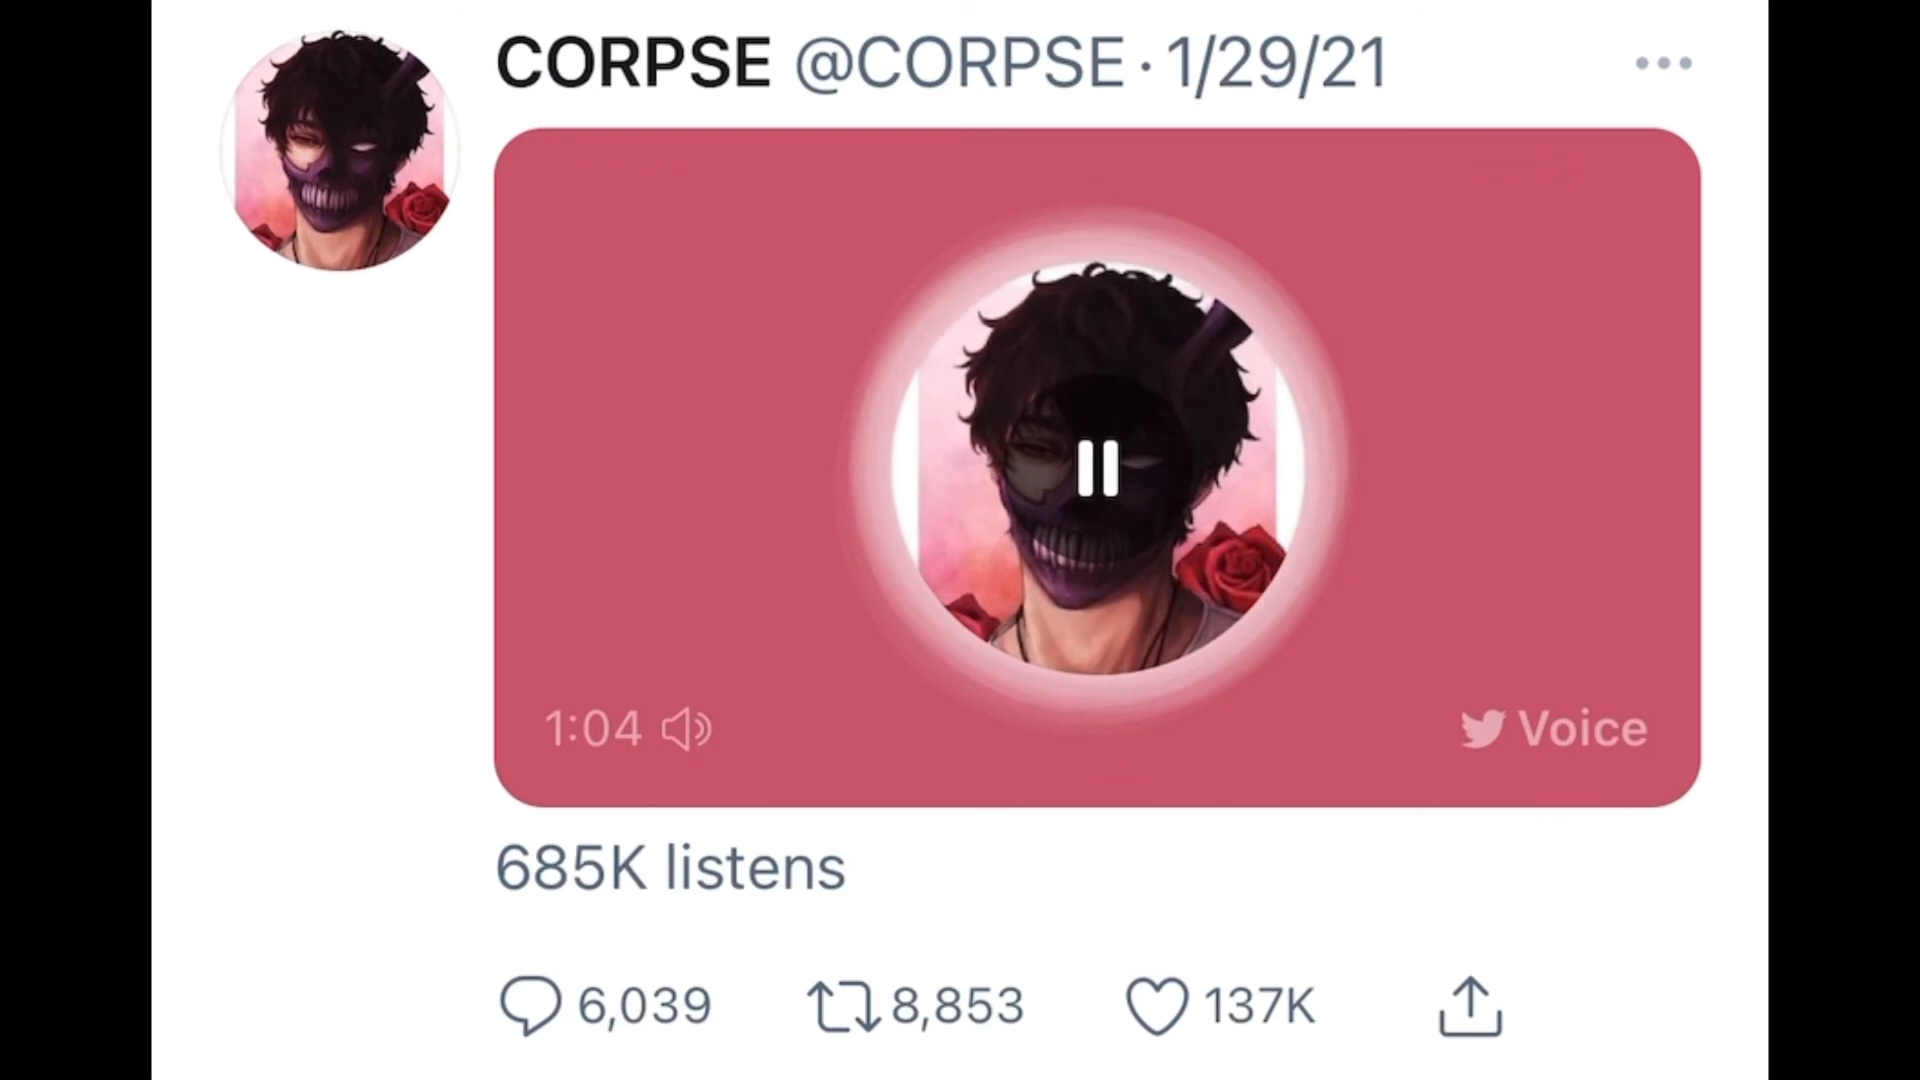 CORPSE @CORPSE · 1/29/21
1:04
Voice
685K listens
6,039 8,853 137K